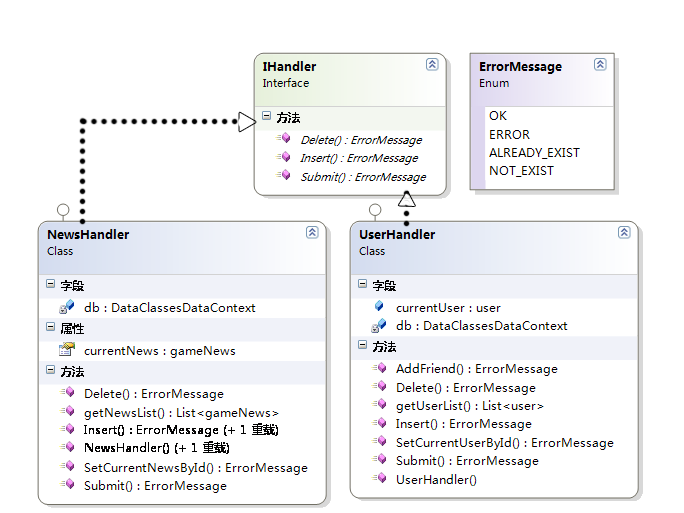 IHandler
Interface
方法
Delete() : ErrorMessage
Insert() : ErrorMessage
Submit() : ErrorMessage
ErrorMessage
Enum
OK
ERROR
ALREADY_EXIST
NOT_EXIST
NewsHandler
Class
字段
db : DataClassesDataContext
属性
currentNews : gameNews
方法
Delete() : ErrorMessage
getNewsList() : List<gameNews>
Insert() : ErrorMessage (+ 1 重载)
NewsHandler() (+ 1 重载)
SetCurrentNewsById() : ErrorMessage
Submit() : ErrorMessage
UserHandler
Class
字段
currentUser : user
db : DataClassesDataContext
方法
AddFriend() : ErrorMessage
Delete() : ErrorMessage
getUserList() : List<user>
Insert() : ErrorMessage
SetCurrentUserById() : ErrorMessage
Submit() : ErrorMessage
UserHandler()